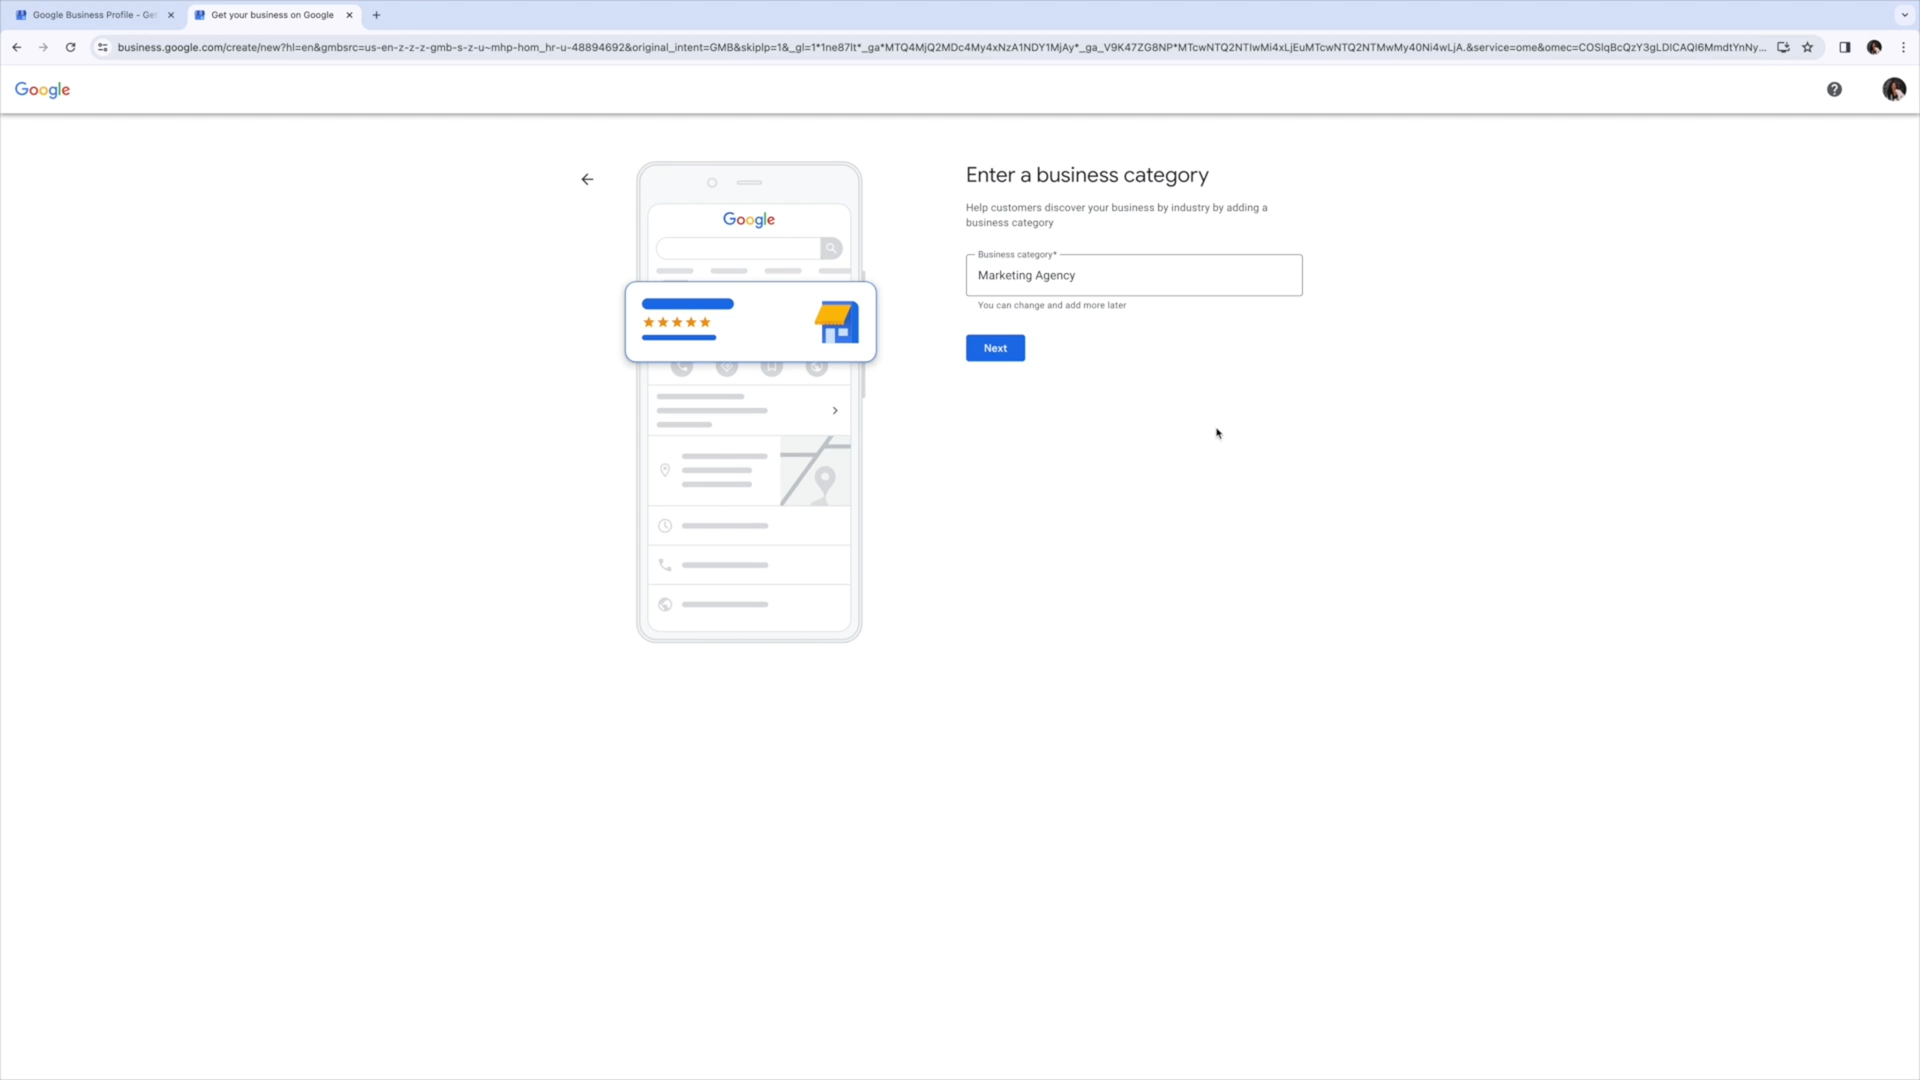 Google Business Profile - Get
Get your business on Google
business.google.com/create/new?hl=en&gmbsrc=us-en-z-z-z-gmb-s-z-u~mhp-hom_hr-u-48894692&original_intent=GMB&skiplp=1&_gl=1*1ne87lt*_ga*MTQ4MjQ2MDc4My4xNzA1NDY1MjAy*_ga_V9K47ZG8NP*MTcwNTQ2NTIwMi4xLjEuMTcwNTQ2NTMwMy40Ni4wLjA.&service=ome&omec=COSIqBcQzY3gLDICAQI6MmdtYnNy...
Google
Enter a business category
Help customers discover your business by industry by adding a
business category
Google
Business category*
Marketing Agency
You can change and add more later
Next